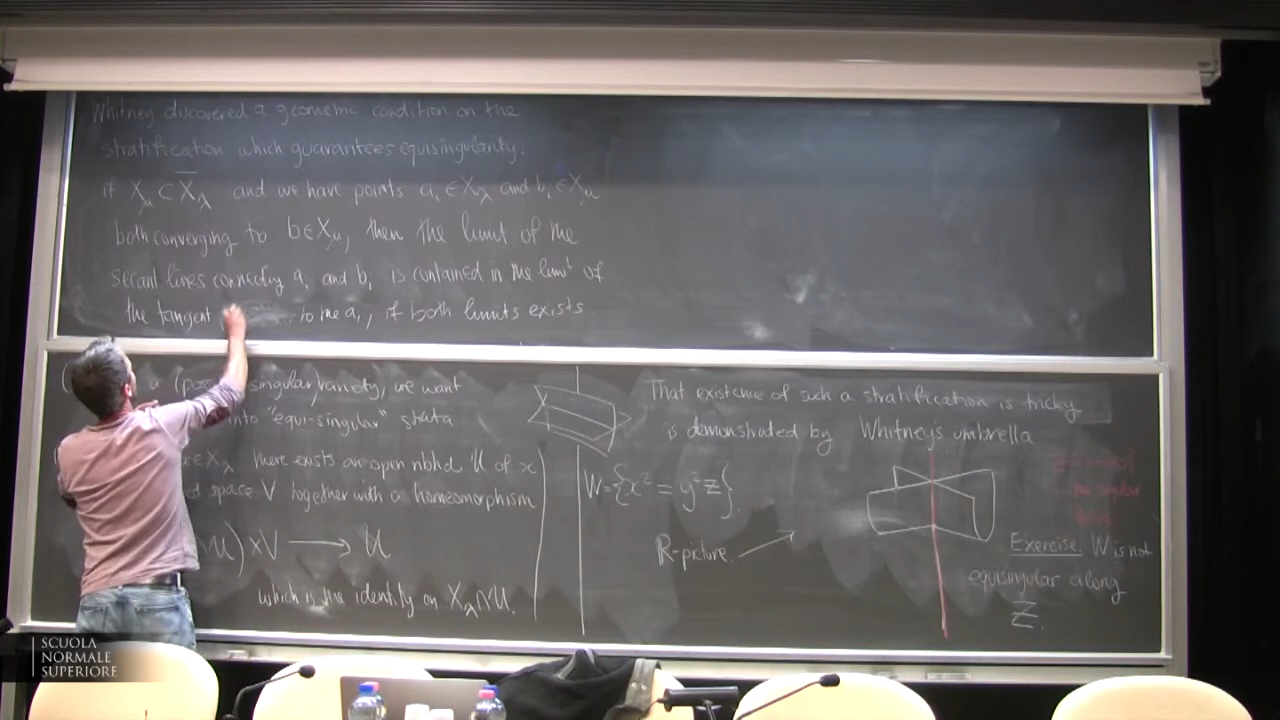 Whitney discovered a geometric condition on the
stratification which guarantees equisingularity:
if X_μ ⊂ X̅_λ and we have points a_i ∈ X_λ and b_i ∈ X_μ
both converging to b ∈ X_μ, then the limit of the
secant lines connecting a_i and b_i is contained in the limit of
the tangent to the a_i, if both limits exists
a (poss singular) variety, we want
into "equi-singular" strata
x ∈ X_λ there exists an open nbhd U of x
space V together with a homeomorphism
∩ U) × V ⟶ U
which is the identity on X_λ ∩ U.
That existence of such a stratification is tricky
is demonstrated by Whitney's umbrella
W = {x² = y²z}.
R-picture.
Exercise: W is not
equisingular along
Z.
SCUOLA
NORMALE
SUPERIORE